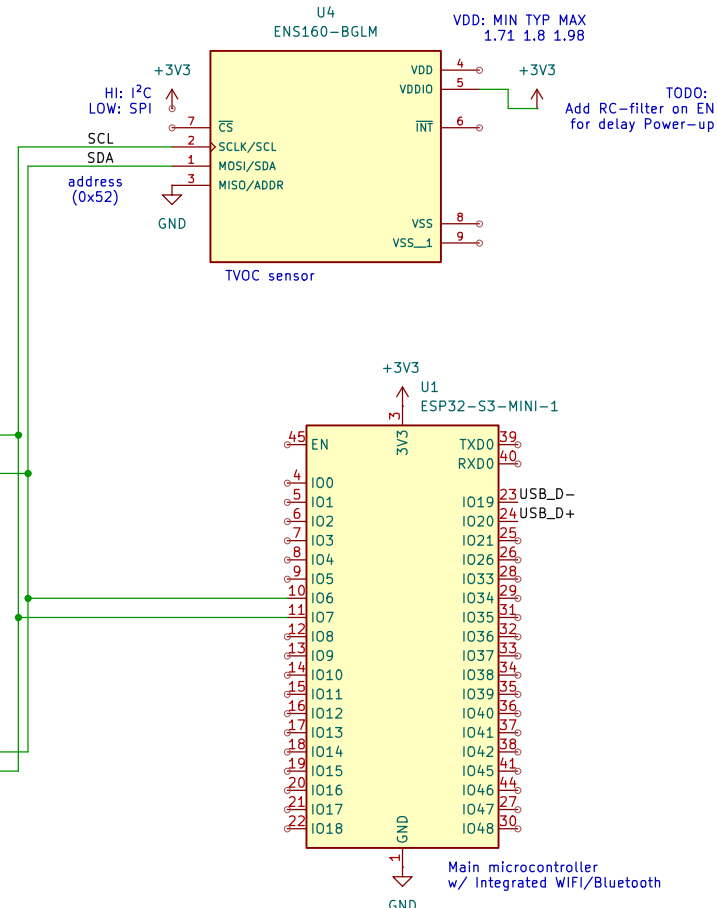 U4
ENS160-BGLM
VDD: MIN TYP MAX
1.71 1.8 1.98
+3V3
HI: I²C
LOW: SPI
+3V3
TODO:
Add RC-filter on EN
for delay Power-up
VDD 4
VDDIO 5
7 CS
INT 6
SCL 2 SCLK/SCL
SDA 1 MOSI/SDA
3 MISO/ADDR
address
(0x52)
GND
VSS 8
VSS__1 9
TVOC sensor
+3V3
U1
ESP32-S3-MINI-1
3
3V3
45 EN
TXD0 39
RXD0 40
4 IO0
5 IO1
IO19 23 USB_D-
6 IO2
IO20 24 USB_D+
7 IO3
IO21 25
8 IO4
IO26 26
9 IO5
IO33 28
10 IO6
IO34 29
11 IO7
IO35 31
12 IO8
IO36 32
13 IO9
IO37 33
14 IO10
IO38 34
15 IO11
IO39 35
16 IO12
IO40 36
17 IO13
IO41 37
18 IO14
IO42 38
19 IO15
IO45 41
20 IO16
IO46 44
21 IO17
IO47 27
22 IO18
IO48 30
GND
1
Main microcontroller
w/ Integrated WIFI/Bluetooth
GND